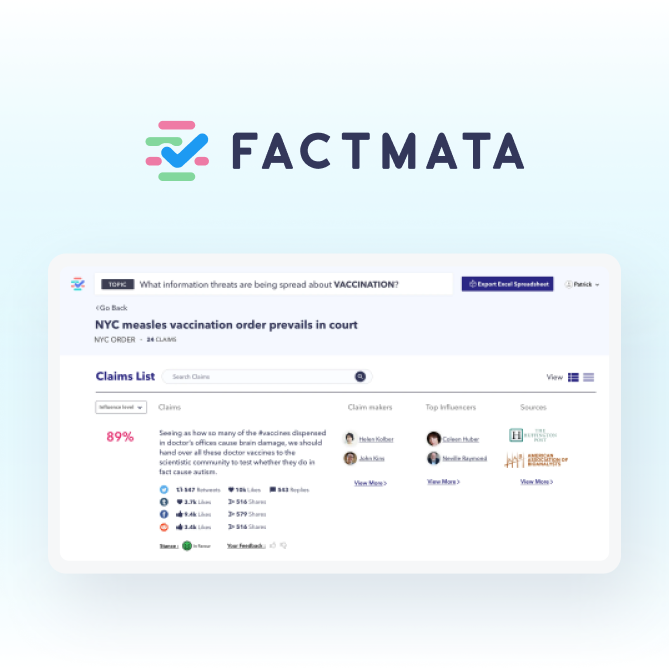 FACTMATA
TOPIC What information threats are being spread about VACCINATION?
Export Excel Spreadsheet
Patrick
Go Back
NYC measles vaccination order prevails in court
NYC ORDER - 24 CLAIMS
Claims List
Search Claims
View
Influence level
Claims
Claim makers
Top Influencers
Sources
89%
Seeing as how so many of the #vaccines dispensed
in doctor's offices cause brain damage, we should
hand over all these doctor vaccines to the
scientistic community to test whether they do in
fact cause autism.
547 Retweets 10k Likes 543 Replies
3.7k Likes 516 Shares
9.4k Likes 579 Shares
3.4k Likes 516 Shares
Stance: In Favour
Your Feedback:
Helen Kolber
John Kins
View More
Coleen Huber
Neville Raymond
View More
THE
HUFFINGTON
POST
AMERICAN
ASSOCIATION OF
BIOANALYSTS
View More